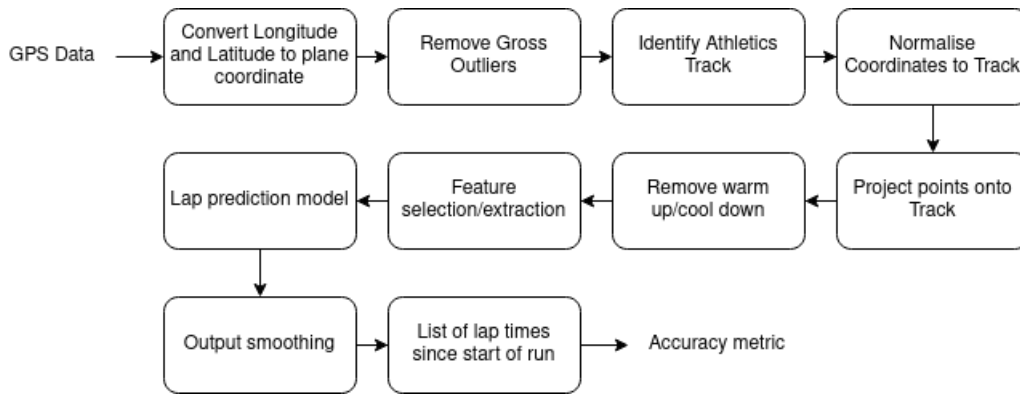 GPS Data
Convert Longitude
and Latitude to plane
coordinate
Remove Gross
Outliers
Identify Athletics
Track
Normalise
Coordinates to Track
Project points onto
Track
Remove warm
up/cool down
Feature
selection/extraction
Lap prediction model
Output smoothing
List of lap times
since start of run
Accuracy metric